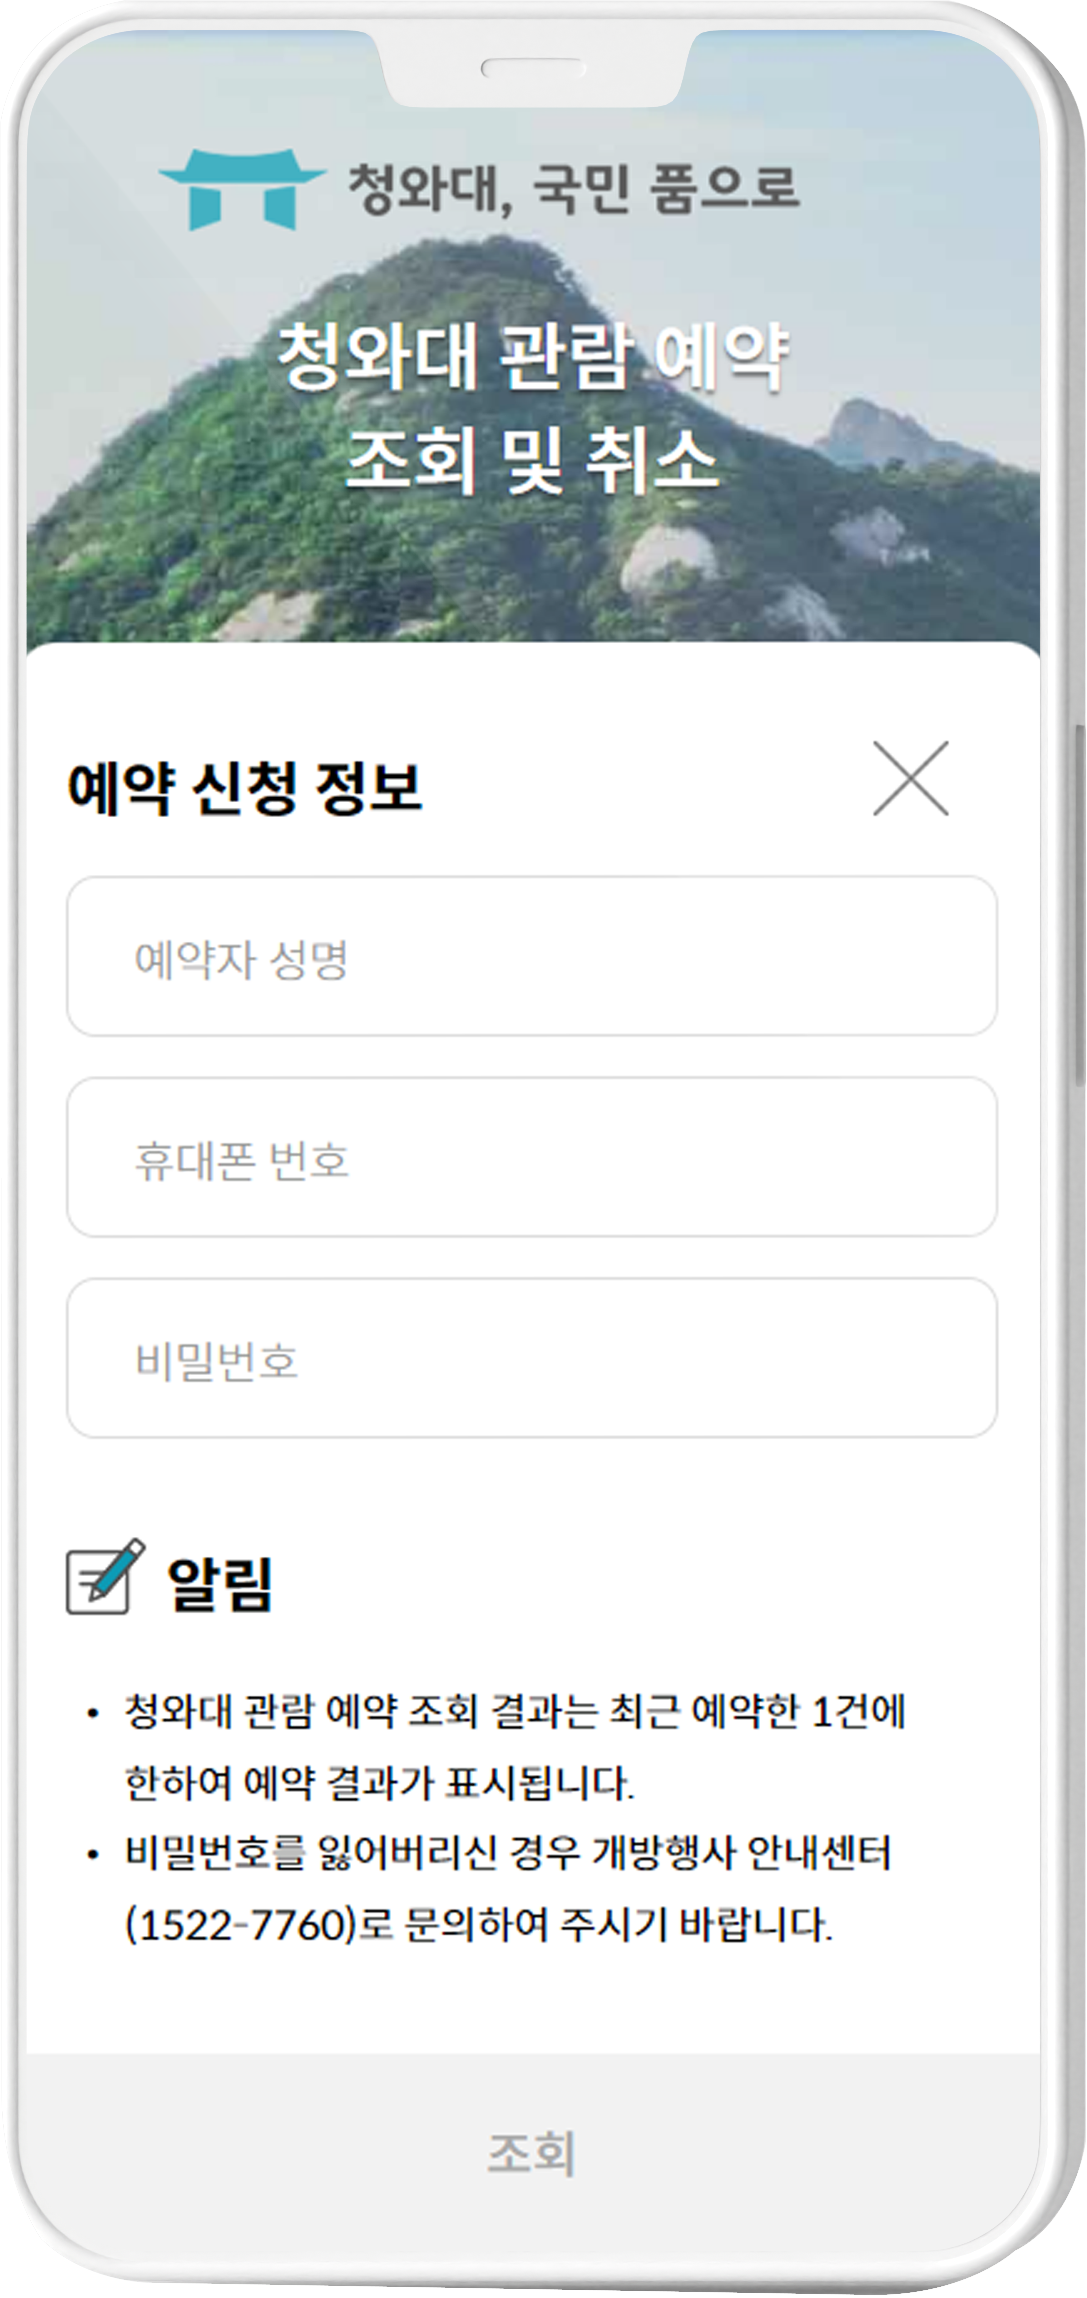 청와대, 국민 품으로
청와대 관람 예약
조회 및 취소
예약 신청 정보
예약자 성명
휴대폰 번호
비밀번호
알림
• 청와대 관람 예약 조회 결과는 최근 예약한 1건에
한하여 예약 결과가 표시됩니다.
• 비밀번호를 잃어버리신 경우 개방행사 안내센터
(1522-7760)로 문의하여 주시기 바랍니다.
조회